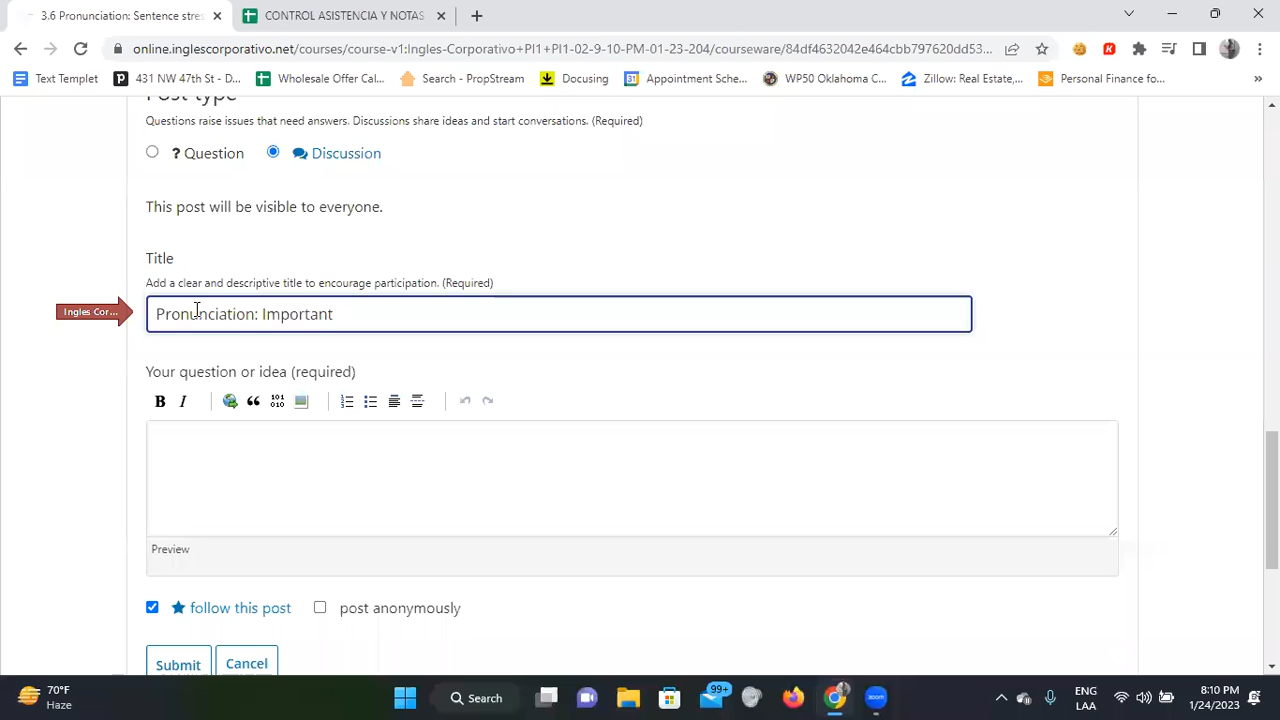 3.6 Pronunciation: Sentence stres
CONTROL ASISTENCIA Y NOTAS
online.inglescorporativo.net/courses/course-v1:Ingles-Corporativo+PI1+PI1-02-9-10-PM-01-23-204/courseware/84df4632042e464cbb797620dd53...
Text Templet
431 NW 47th St - D...
Wholesale Offer Cal...
Search - PropStream
Docusing
Appointment Sche...
WP50 Oklahoma C...
Zillow: Real Estate,...
Personal Finance fo...
»
Post type
Questions raise issues that need answers. Discussions share ideas and start conversations. (Required)
? Question
Discussion
This post will be visible to everyone.
Title
Add a clear and descriptive title to encourage participation. (Required)
Ingles Cor...
Pronunciation: Important
Your question or idea (required)
B I
101
010
Preview
follow this post
post anonymously
Submit
Cancel
70°F
Haze
Search
99+
ENG
LAA
8:10 PM
1/24/2023